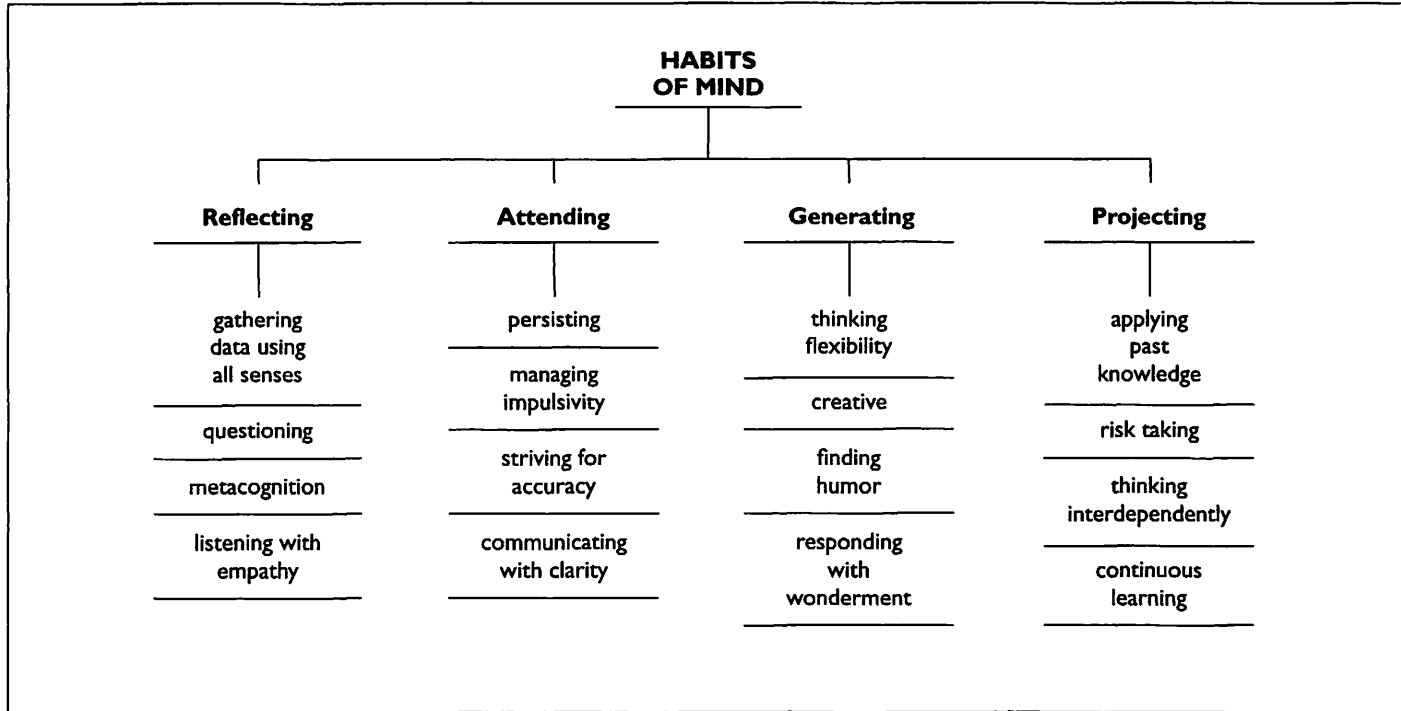 HABITS
OF MIND
Reflecting
gathering
data using
all senses
questioning
metacognition
listening with
empathy
Attending
persisting
managing
impulsivity
striving for
accuracy
communicating
with clarity
Generating
thinking
flexibility
creative
finding
humor
responding
with
wonderment
Projecting
applying
past
knowledge
risk taking
thinking
interdependently
continuous
learning